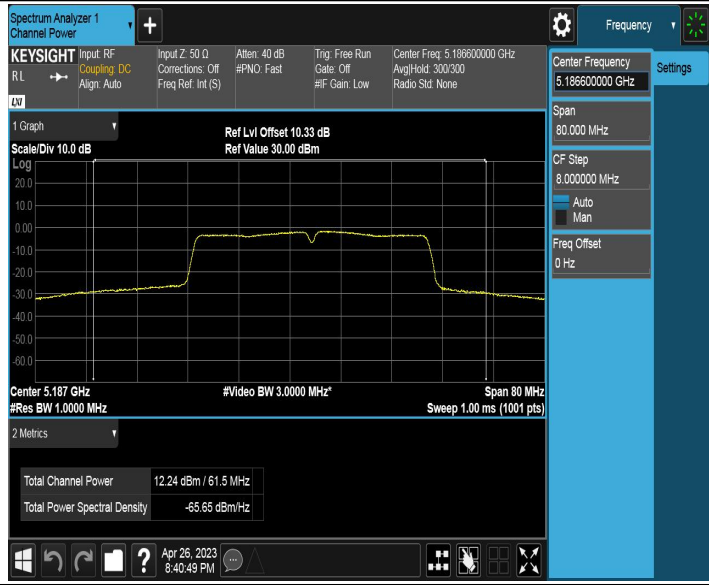 Spectrum Analyzer 1
Channel Power
+
Frequency
KEYSIGHT
RL
LXI
Input: RF
Coupling: DC
Align: Auto
Input Z: 50 Ω
Corrections: Off
Freq Ref: Int (S)
Atten: 40 dB
#PNO: Fast
Trig: Free Run
Gate: Off
#IF Gain: Low
Center Freq: 5.186600000 GHz
Avg|Hold: 300/300
Radio Std: None
Center Frequency
5.186600000 GHz
Settings
Span
80.000 MHz
CF Step
8.000000 MHz
Auto
Man
Freq Offset
0 Hz
1 Graph
Ref Lvl Offset 10.33 dB
Scale/Div 10.0 dB
Ref Value 30.00 dBm
Log
20.0
10.0
0.00
-10.0
-20.0
-30.0
-40.0
-50.0
-60.0
Center 5.187 GHz
#Video BW 3.0000 MHz*
Span 80 MHz
#Res BW 1.0000 MHz
Sweep 1.00 ms (1001 pts)
2 Metrics
Total Channel Power 12.24 dBm / 61.5 MHz
Total Power Spectral Density -65.65 dBm/Hz
?
Apr 26, 2023
8:40:49 PM